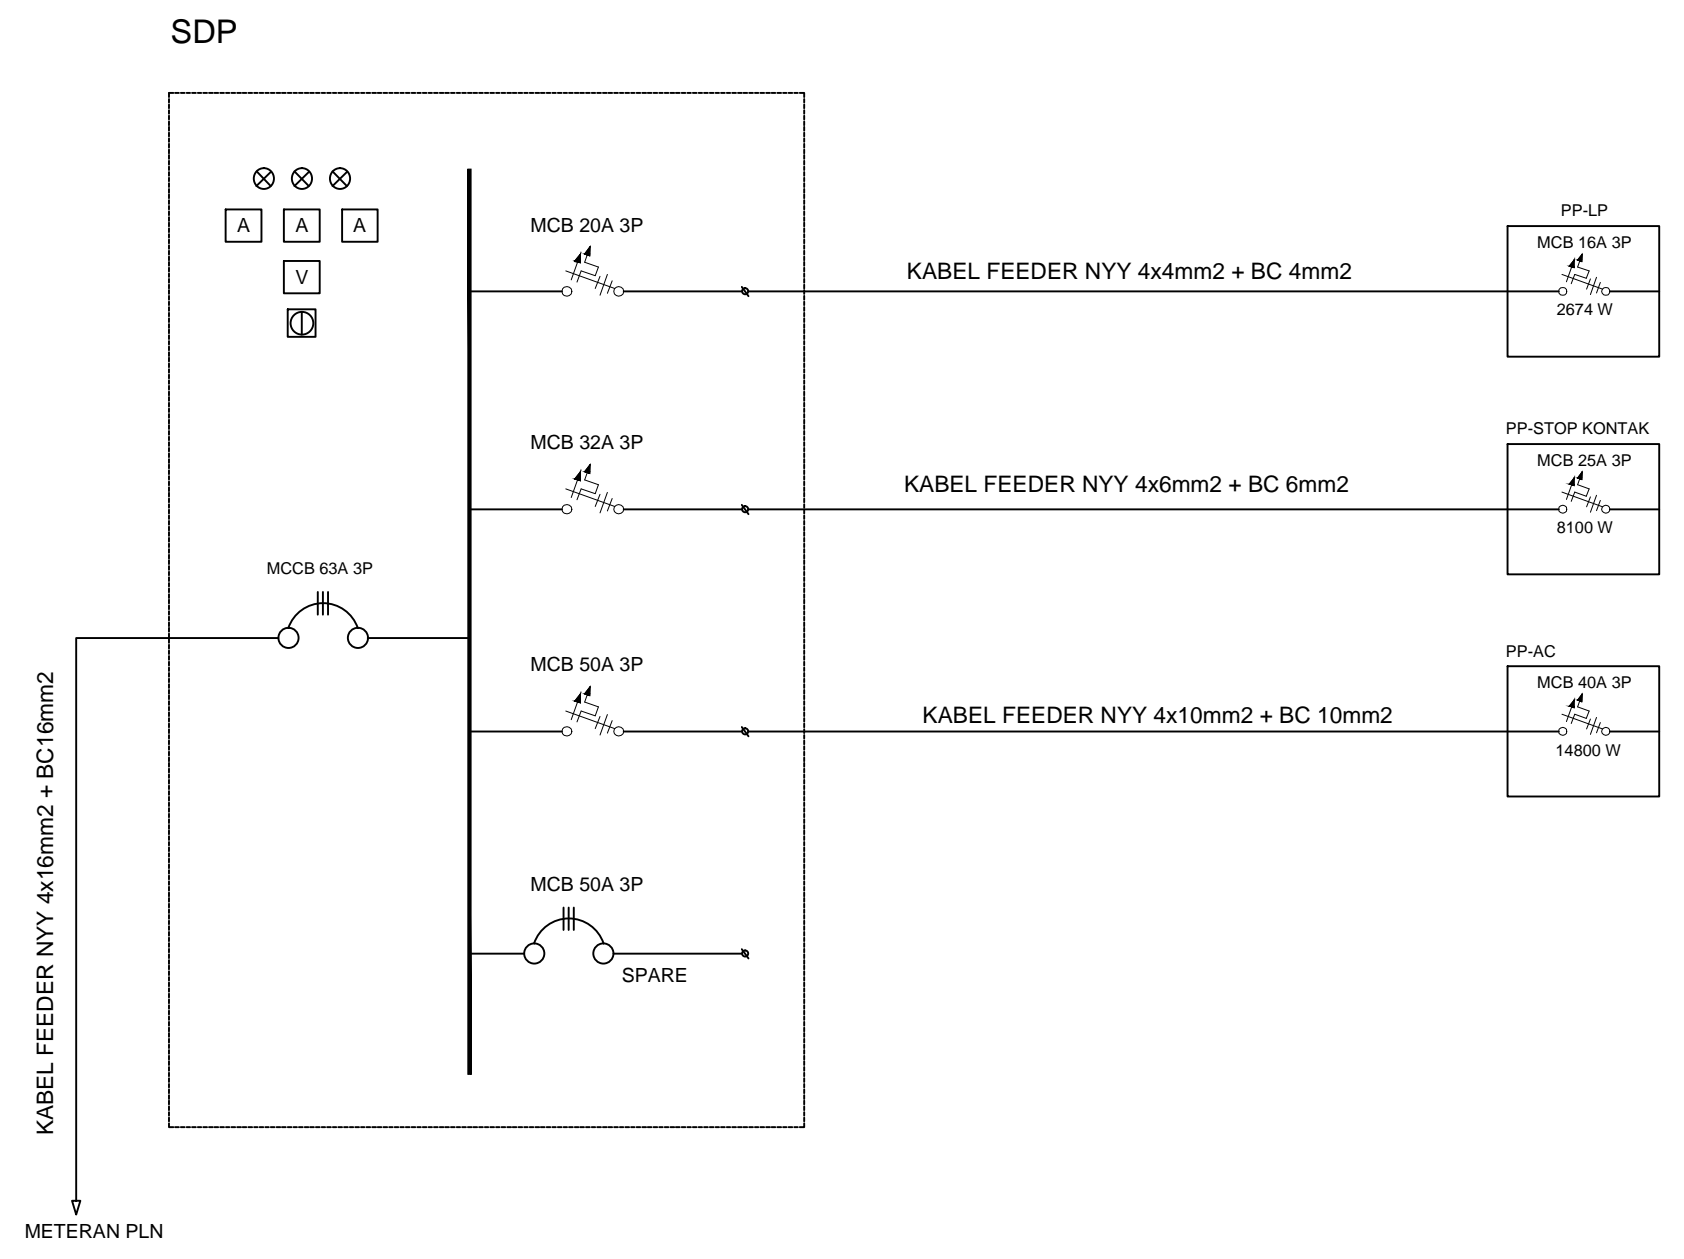 SDP
A A A
V
MCB 20A 3P
KABEL FEEDER NYY 4x4mm2 + BC 4mm2
PP-LP
MCB 16A 3P
2674 W
MCB 32A 3P
KABEL FEEDER NYY 4x6mm2 + BC 6mm2
PP-STOP KONTAK
MCB 25A 3P
8100 W
MCCB 63A 3P
MCB 50A 3P
KABEL FEEDER NYY 4x10mm2 + BC 10mm2
PP-AC
MCB 40A 3P
14800 W
MCB 50A 3P
SPARE
KABEL FEEDER NYY 4x16mm2 + BC16mm2
METERAN PLN